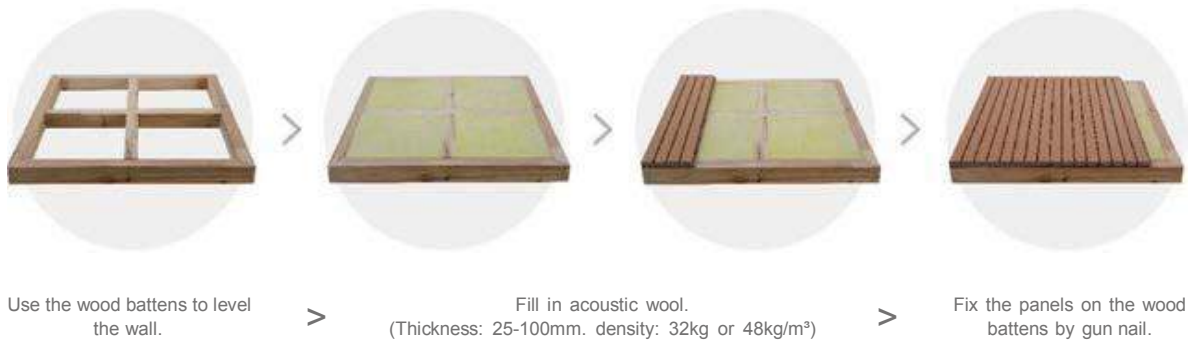 Use the wood battens to level
the wall.
>
Fill in acoustic wool.
(Thickness: 25-100mm. density: 32kg or 48kg/m³)
>
Fix the panels on the wood
battens by gun nail.